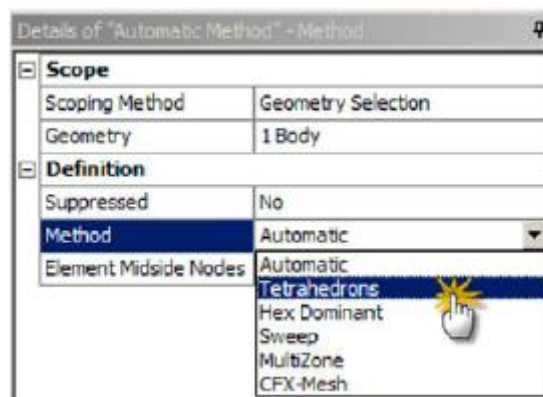 Details of "Automatic Method" - Method
Scope
Scoping Method Geometry Selection
Geometry 1 Body
Definition
Suppressed No
Method Automatic
Element Midside Nodes
Automatic
Tetrahedrons
Hex Dominant
Sweep
MultiZone
CFX-Mesh